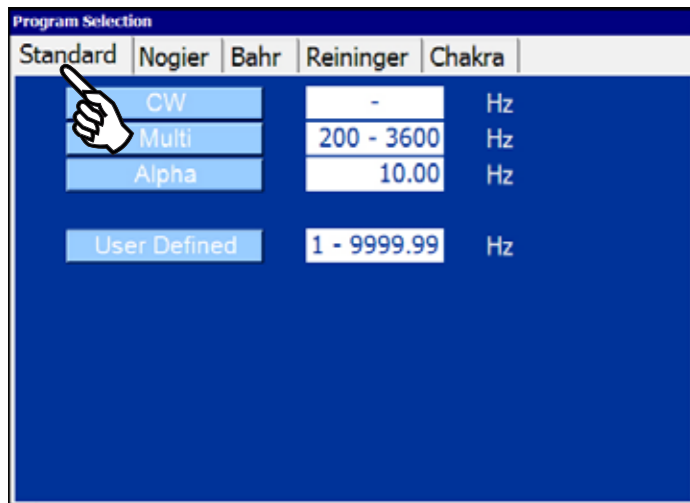 Program Selection
Standard Nogier Bahr Reininger Chakra
CW - Hz
Multi 200 - 3600 Hz
Alpha 10.00 Hz
User Defined 1 - 9999.99 Hz